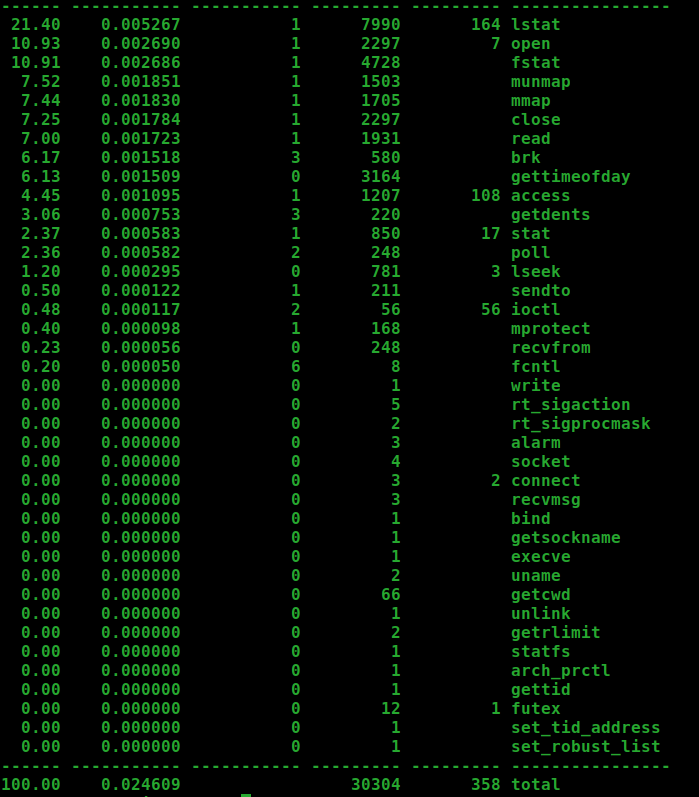 ------ ----------- ----------- --------- --------- ----------------
 21.40    0.005267           1      7990       164 lstat
 10.93    0.002690           1      2297         7 open
 10.91    0.002686           1      4728           fstat
  7.52    0.001851           1      1503           munmap
  7.44    0.001830           1      1705           mmap
  7.25    0.001784           1      2297           close
  7.00    0.001723           1      1931           read
  6.17    0.001518           3       580           brk
  6.13    0.001509           0      3164           gettimeofday
  4.45    0.001095           1      1207       108 access
  3.06    0.000753           3       220           getdents
  2.37    0.000583           1       850        17 stat
  2.36    0.000582           2       248           poll
  1.20    0.000295           0       781         3 lseek
  0.50    0.000122           1       211           sendto
  0.48    0.000117           2        56        56 ioctl
  0.40    0.000098           1       168           mprotect
  0.23    0.000056           0       248           recvfrom
  0.20    0.000050           6         8           fcntl
  0.00    0.000000           0         1           write
  0.00    0.000000           0         5           rt_sigaction
  0.00    0.000000           0         2           rt_sigprocmask
  0.00    0.000000           0         3           alarm
  0.00    0.000000           0         4           socket
  0.00    0.000000           0         3         2 connect
  0.00    0.000000           0         3           recvmsg
  0.00    0.000000           0         1           bind
  0.00    0.000000           0         1           getsockname
  0.00    0.000000           0         1           execve
  0.00    0.000000           0         2           uname
  0.00    0.000000           0        66           getcwd
  0.00    0.000000           0         1           unlink
  0.00    0.000000           0         2           getrlimit
  0.00    0.000000           0         1           statfs
  0.00    0.000000           0         1           arch_prctl
  0.00    0.000000           0         1           gettid
  0.00    0.000000           0        12         1 futex
  0.00    0.000000           0         1           set_tid_address
  0.00    0.000000           0         1           set_robust_list
------ ----------- ----------- --------- --------- ----------------
100.00    0.024609                 30304       358 total